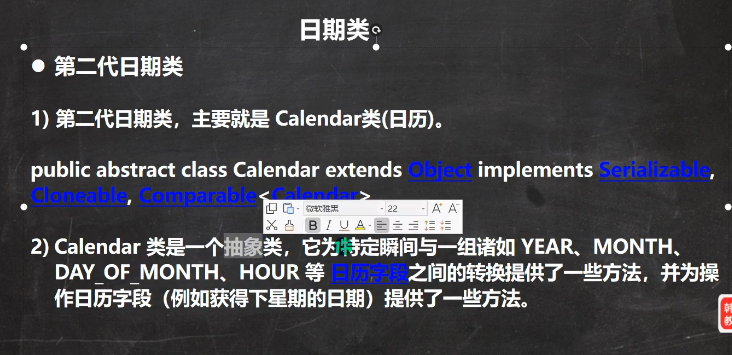 日期类
● 第二代日期类
1) 第二代日期类，主要就是 Calendar类(日历)。
public abstract class Calendar extends Object implements Serializable,
Cloneable, Comparable<Calendar>
微软雅黑 22 A+ A-
B I U A
2) Calendar 类是一个抽象类，它为特定瞬间与一组诸如 YEAR、MONTH、
DAY_OF_MONTH、HOUR 等 日历字段之间的转换提供了一些方法，并为操
作日历字段（例如获得下星期的日期）提供了一些方法。
韩
教